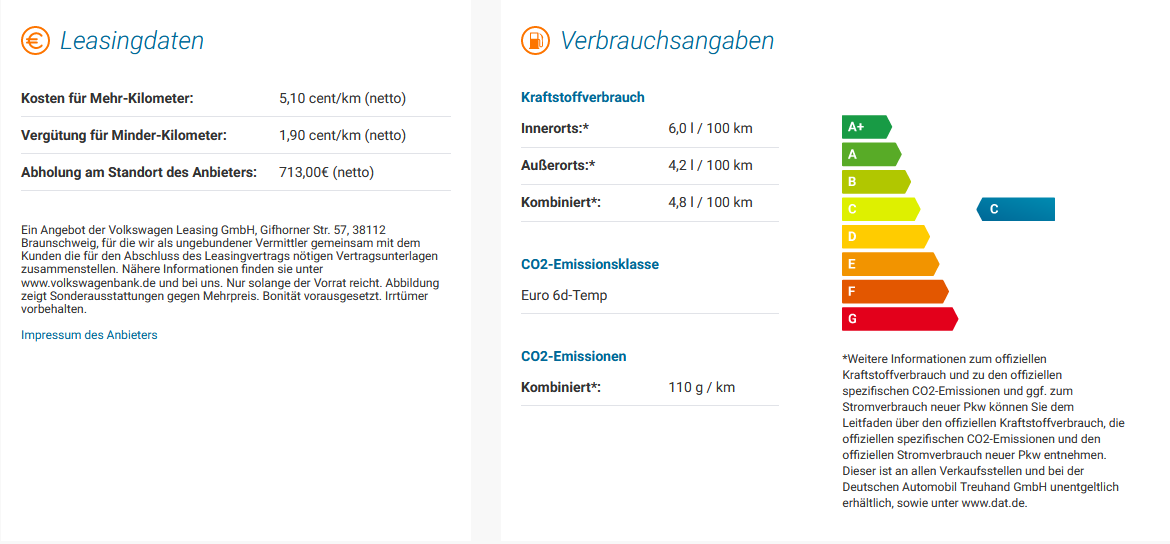 Leasingdaten
Kosten für Mehr-Kilometer: 5,10 cent/km (netto)
Vergütung für Minder-Kilometer: 1,90 cent/km (netto)
Abholung am Standort des Anbieters: 713,00€ (netto)
Ein Angebot der Volkswagen Leasing GmbH, Gifhorner Str. 57, 38112
Braunschweig, für die wir als ungebundener Vermittler gemeinsam mit dem
Kunden die für den Abschluss des Leasingvertrags nötigen Vertragsunterlagen
zusammenstellen. Nähere Informationen finden sie unter
www.volkswagenbank.de und bei uns. Nur solange der Vorrat reicht. Abbildung
zeigt Sonderausstattungen gegen Mehrpreis. Bonität vorausgesetzt. Irrtümer
vorbehalten.
Impressum des Anbieters
Verbrauchsangaben
Kraftstoffverbrauch
Innerorts:* 6,0 l / 100 km
Außerorts:* 4,2 l / 100 km
Kombiniert*: 4,8 l / 100 km
CO2-Emissionsklasse
Euro 6d-Temp
CO2-Emissionen
Kombiniert*: 110 g / km
A+
A
B
C C
D
E
F
G
*Weitere Informationen zum offiziellen
Kraftstoffverbrauch und zu den offiziellen
spezifischen CO2-Emissionen und ggf. zum
Stromverbrauch neuer Pkw können Sie dem
Leitfaden über den offiziellen Kraftstoffverbrauch, die
offiziellen spezifischen CO2-Emissionen und den
offiziellen Stromverbrauch neuer Pkw entnehmen.
Dieser ist an allen Verkaufsstellen und bei der
Deutschen Automobil Treuhand GmbH unentgeltlich
erhältlich, sowie unter www.dat.de.